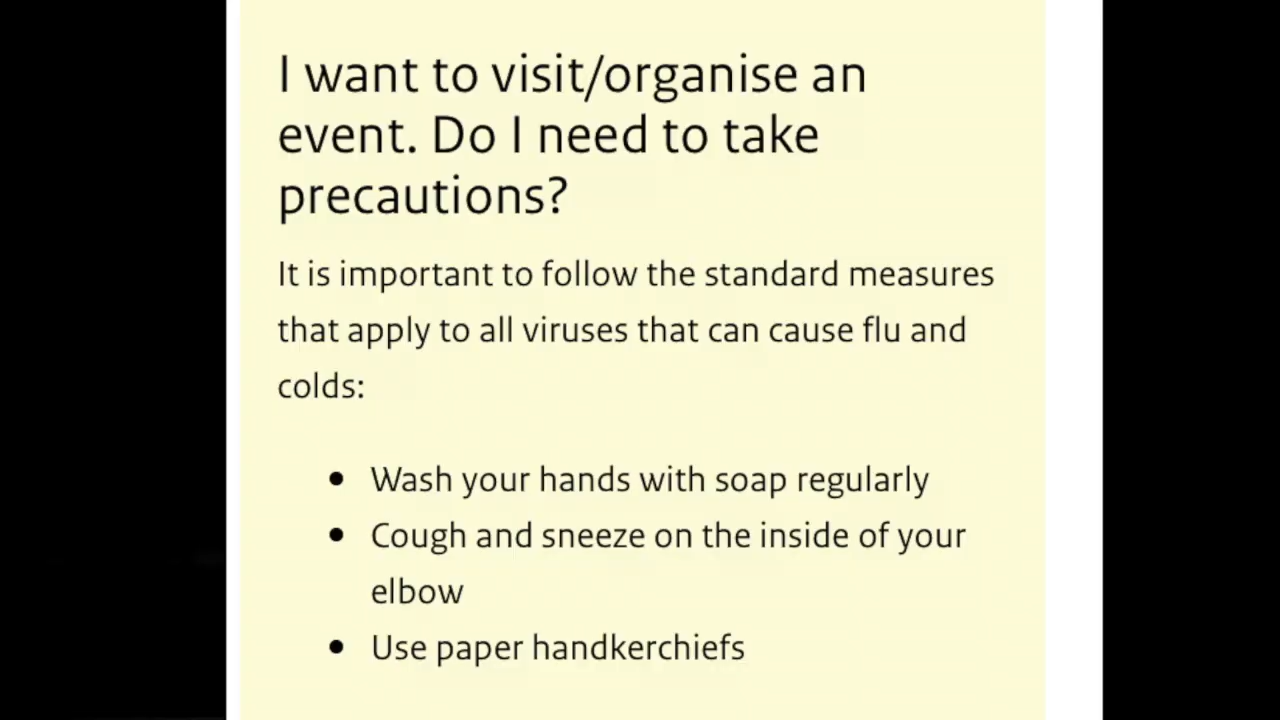 I want to visit/organise an
event. Do I need to take
precautions?
It is important to follow the standard measures
that apply to all viruses that can cause flu and
colds:
• Wash your hands with soap regularly
• Cough and sneeze on the inside of your
elbow
• Use paper handkerchiefs